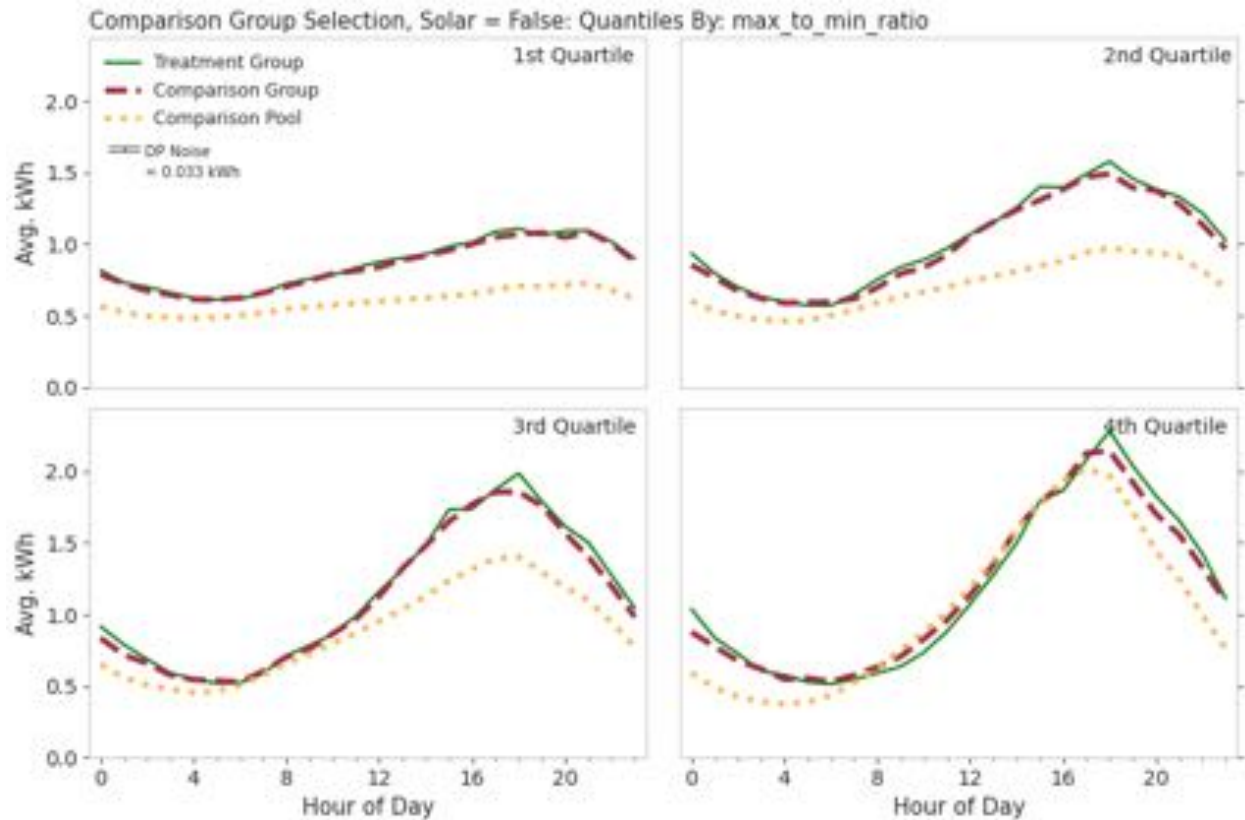 Comparison Group Selection, Solar = False: Quantiles By: max_to_min_ratio
1st Quartile
Treatment Group
Comparison Group
Comparison Pool
DP Noise
= 0.033 kWh
2.0
1.5
1.0
0.5
0.0
Avg. kWh
2nd Quartile
3rd Quartile
2.0
1.5
1.0
0.5
0.0
Avg. kWh
0 4 8 12 16 20
Hour of Day
4th Quartile
0 4 8 12 16 20
Hour of Day